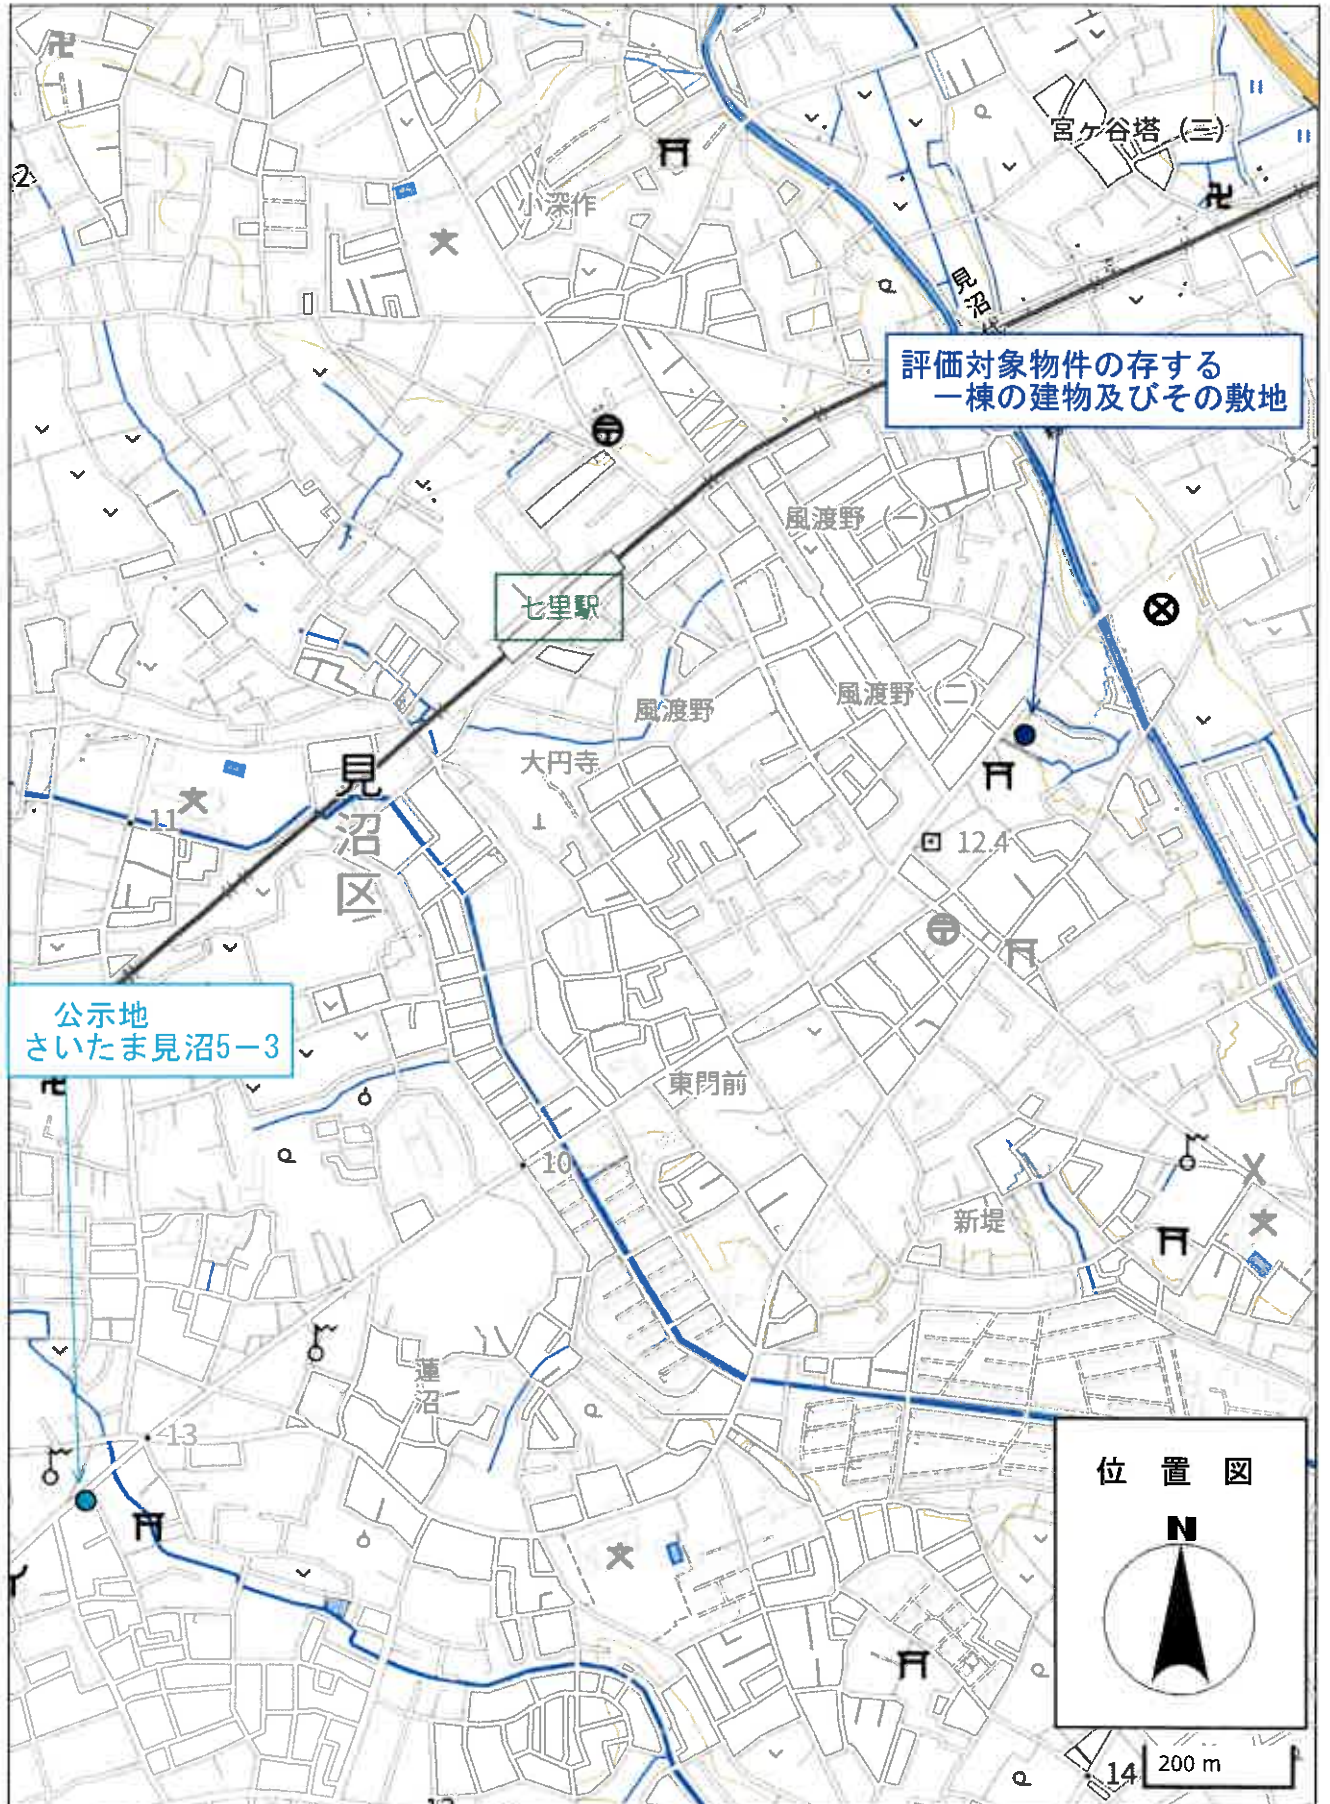 宮ヶ谷塔（三）
2
小深作
見沼
評価対象物件の存する
一棟の建物及びその敷地
風渡野（一）
七里駅
風渡野
風渡野（二）
大円寺
見沼区
11
12.4
公示地
さいたま見沼5－3
東門前
10
新堤
蓮沼
13
位置図
N
14
200 m